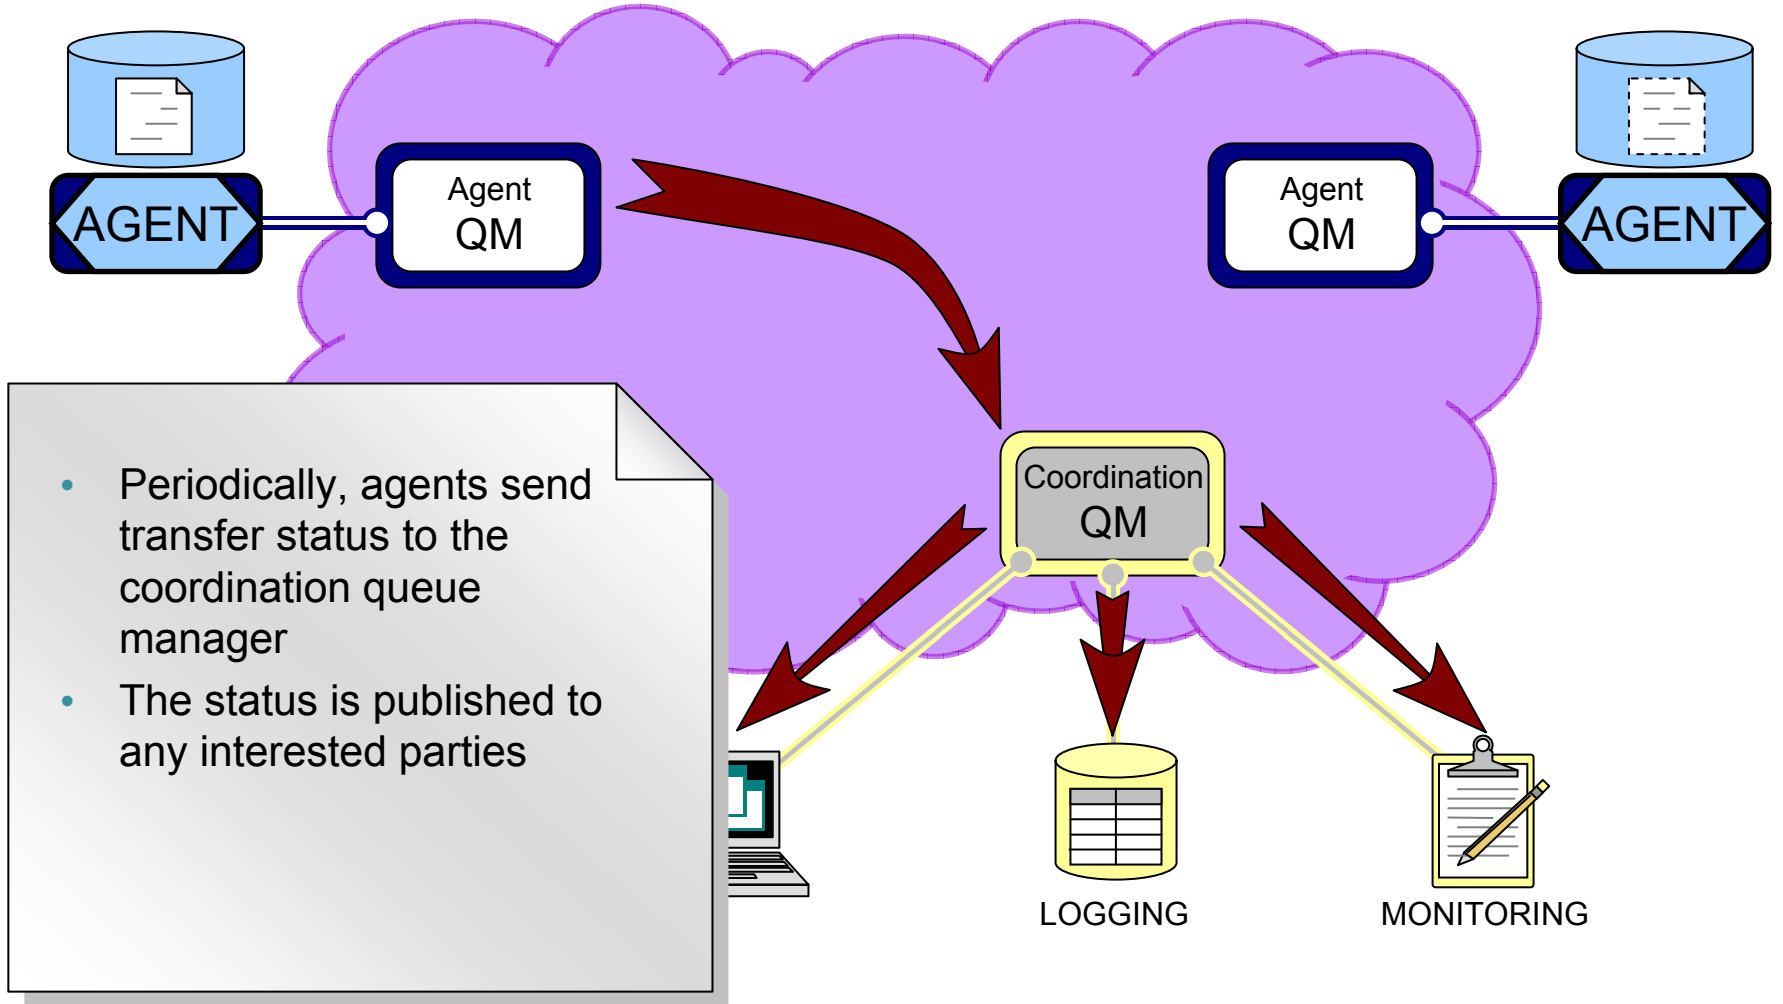 AGENT
Agent
QM
Agent
QM
AGENT
Coordination
QM
• Periodically, agents send
transfer status to the
coordination queue
manager
• The status is published to
any interested parties
LOGGING
MONITORING